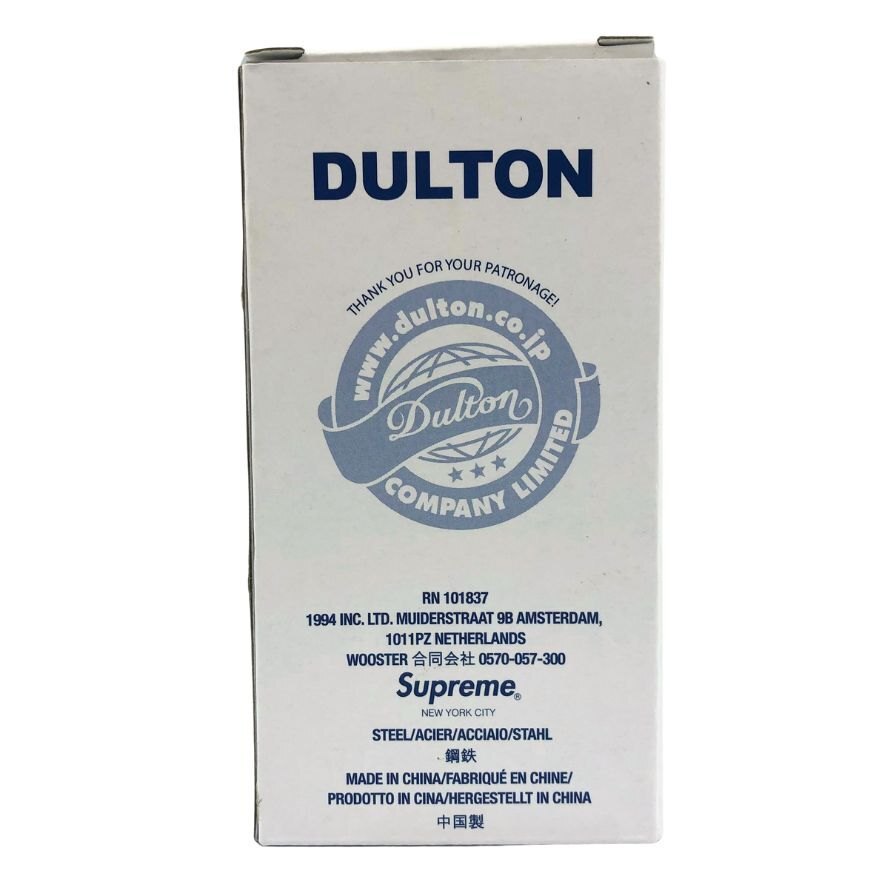 DULTON
THANK YOU FOR YOUR PATRONAGE!
www.dulton.co.jp
Dulton
COMPANY LIMITED
RN 101837
1994 INC. LTD. MUIDERSTRAAT 9B AMSTERDAM,
1011PZ NETHERLANDS
WOOSTER 合同会社 0570-057-300
Supreme®
NEW YORK CITY
STEEL/ACIER/ACCIAIO/STAHL
鋼鉄
MADE IN CHINA/FABRIQUÉ EN CHINE/
PRODOTTO IN CINA/HERGESTELLT IN CHINA
中国製